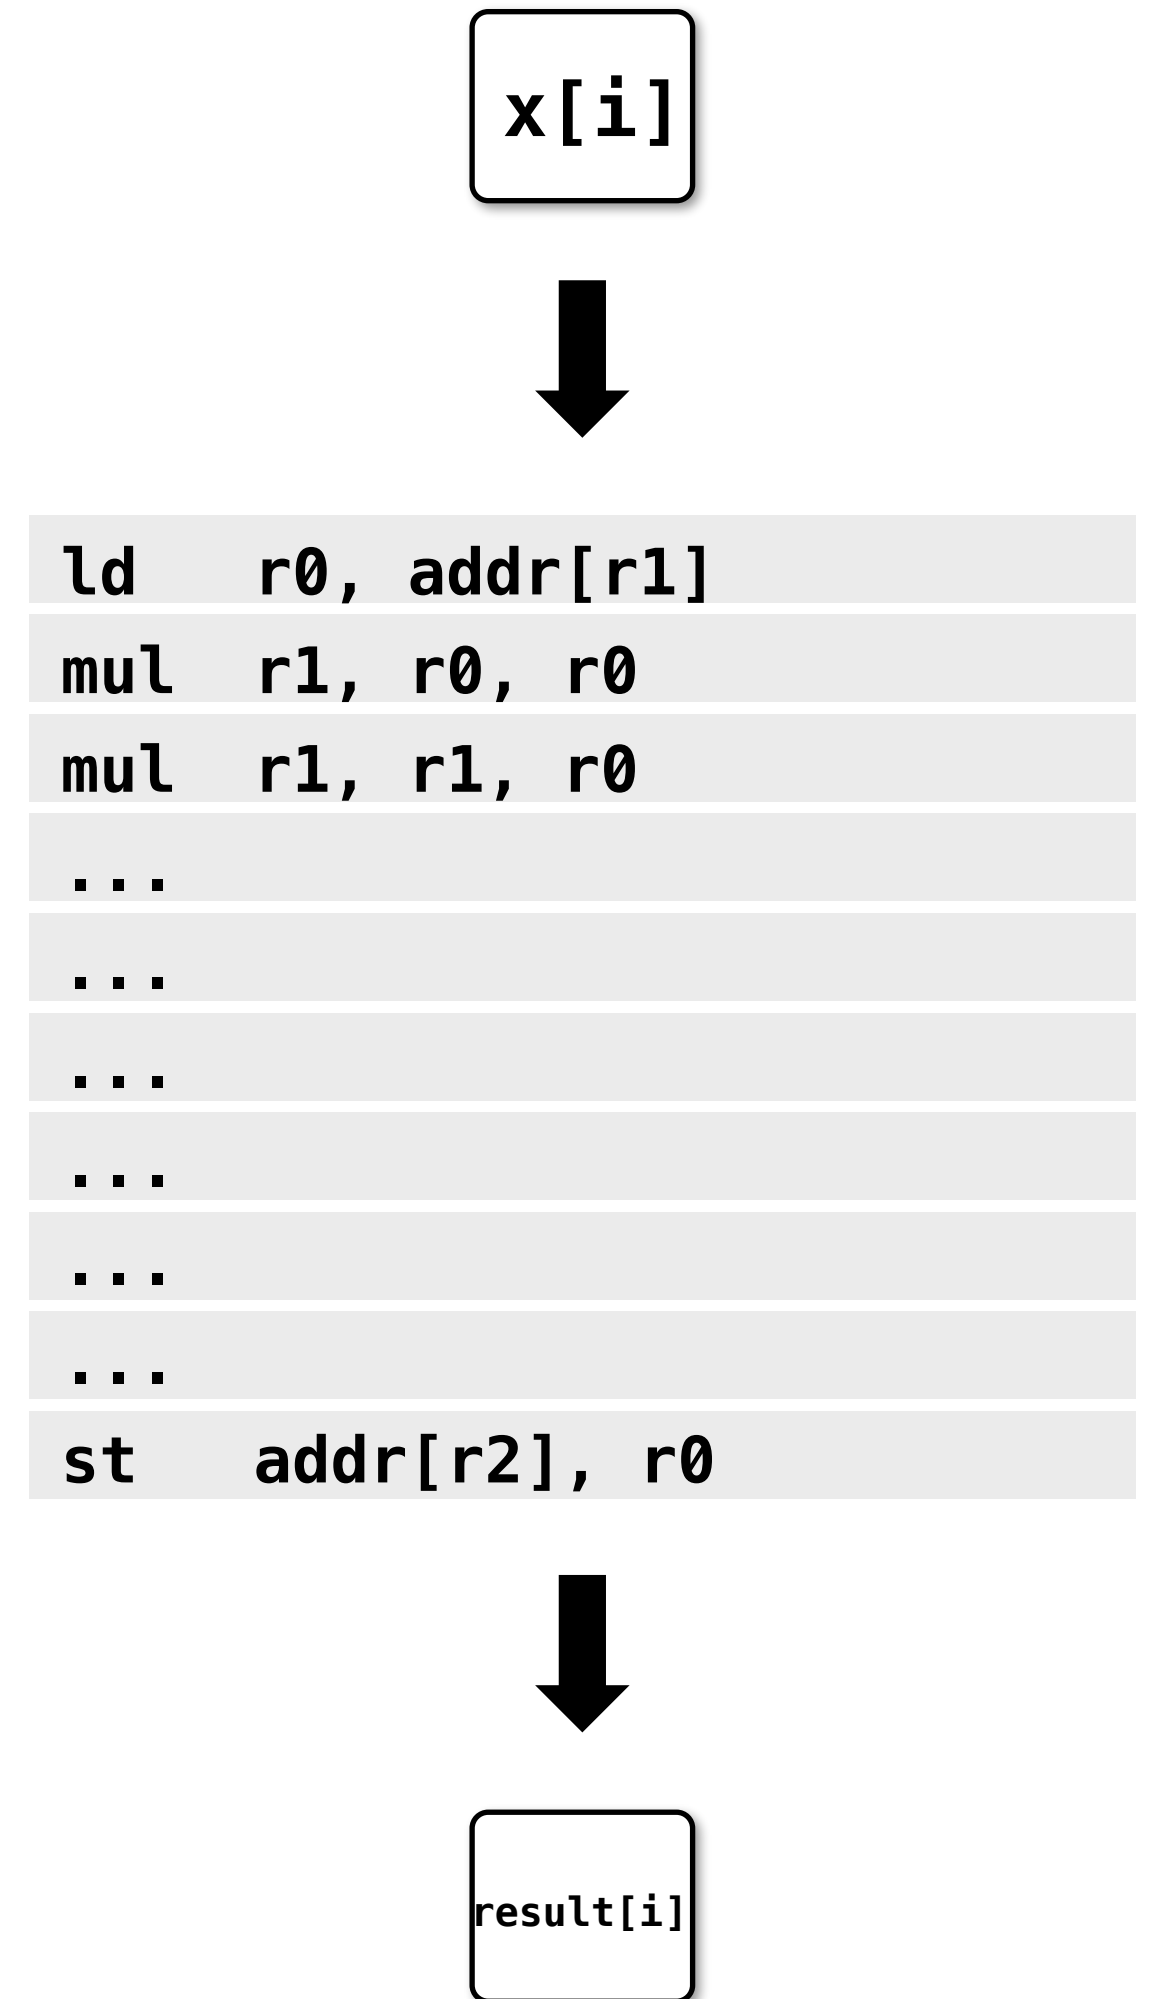 x[i]
ld   r0, addr[r1]
mul  r1, r0, r0
mul  r1, r1, r0
...
...
...
...
...
...
st   addr[r2], r0
result[i]